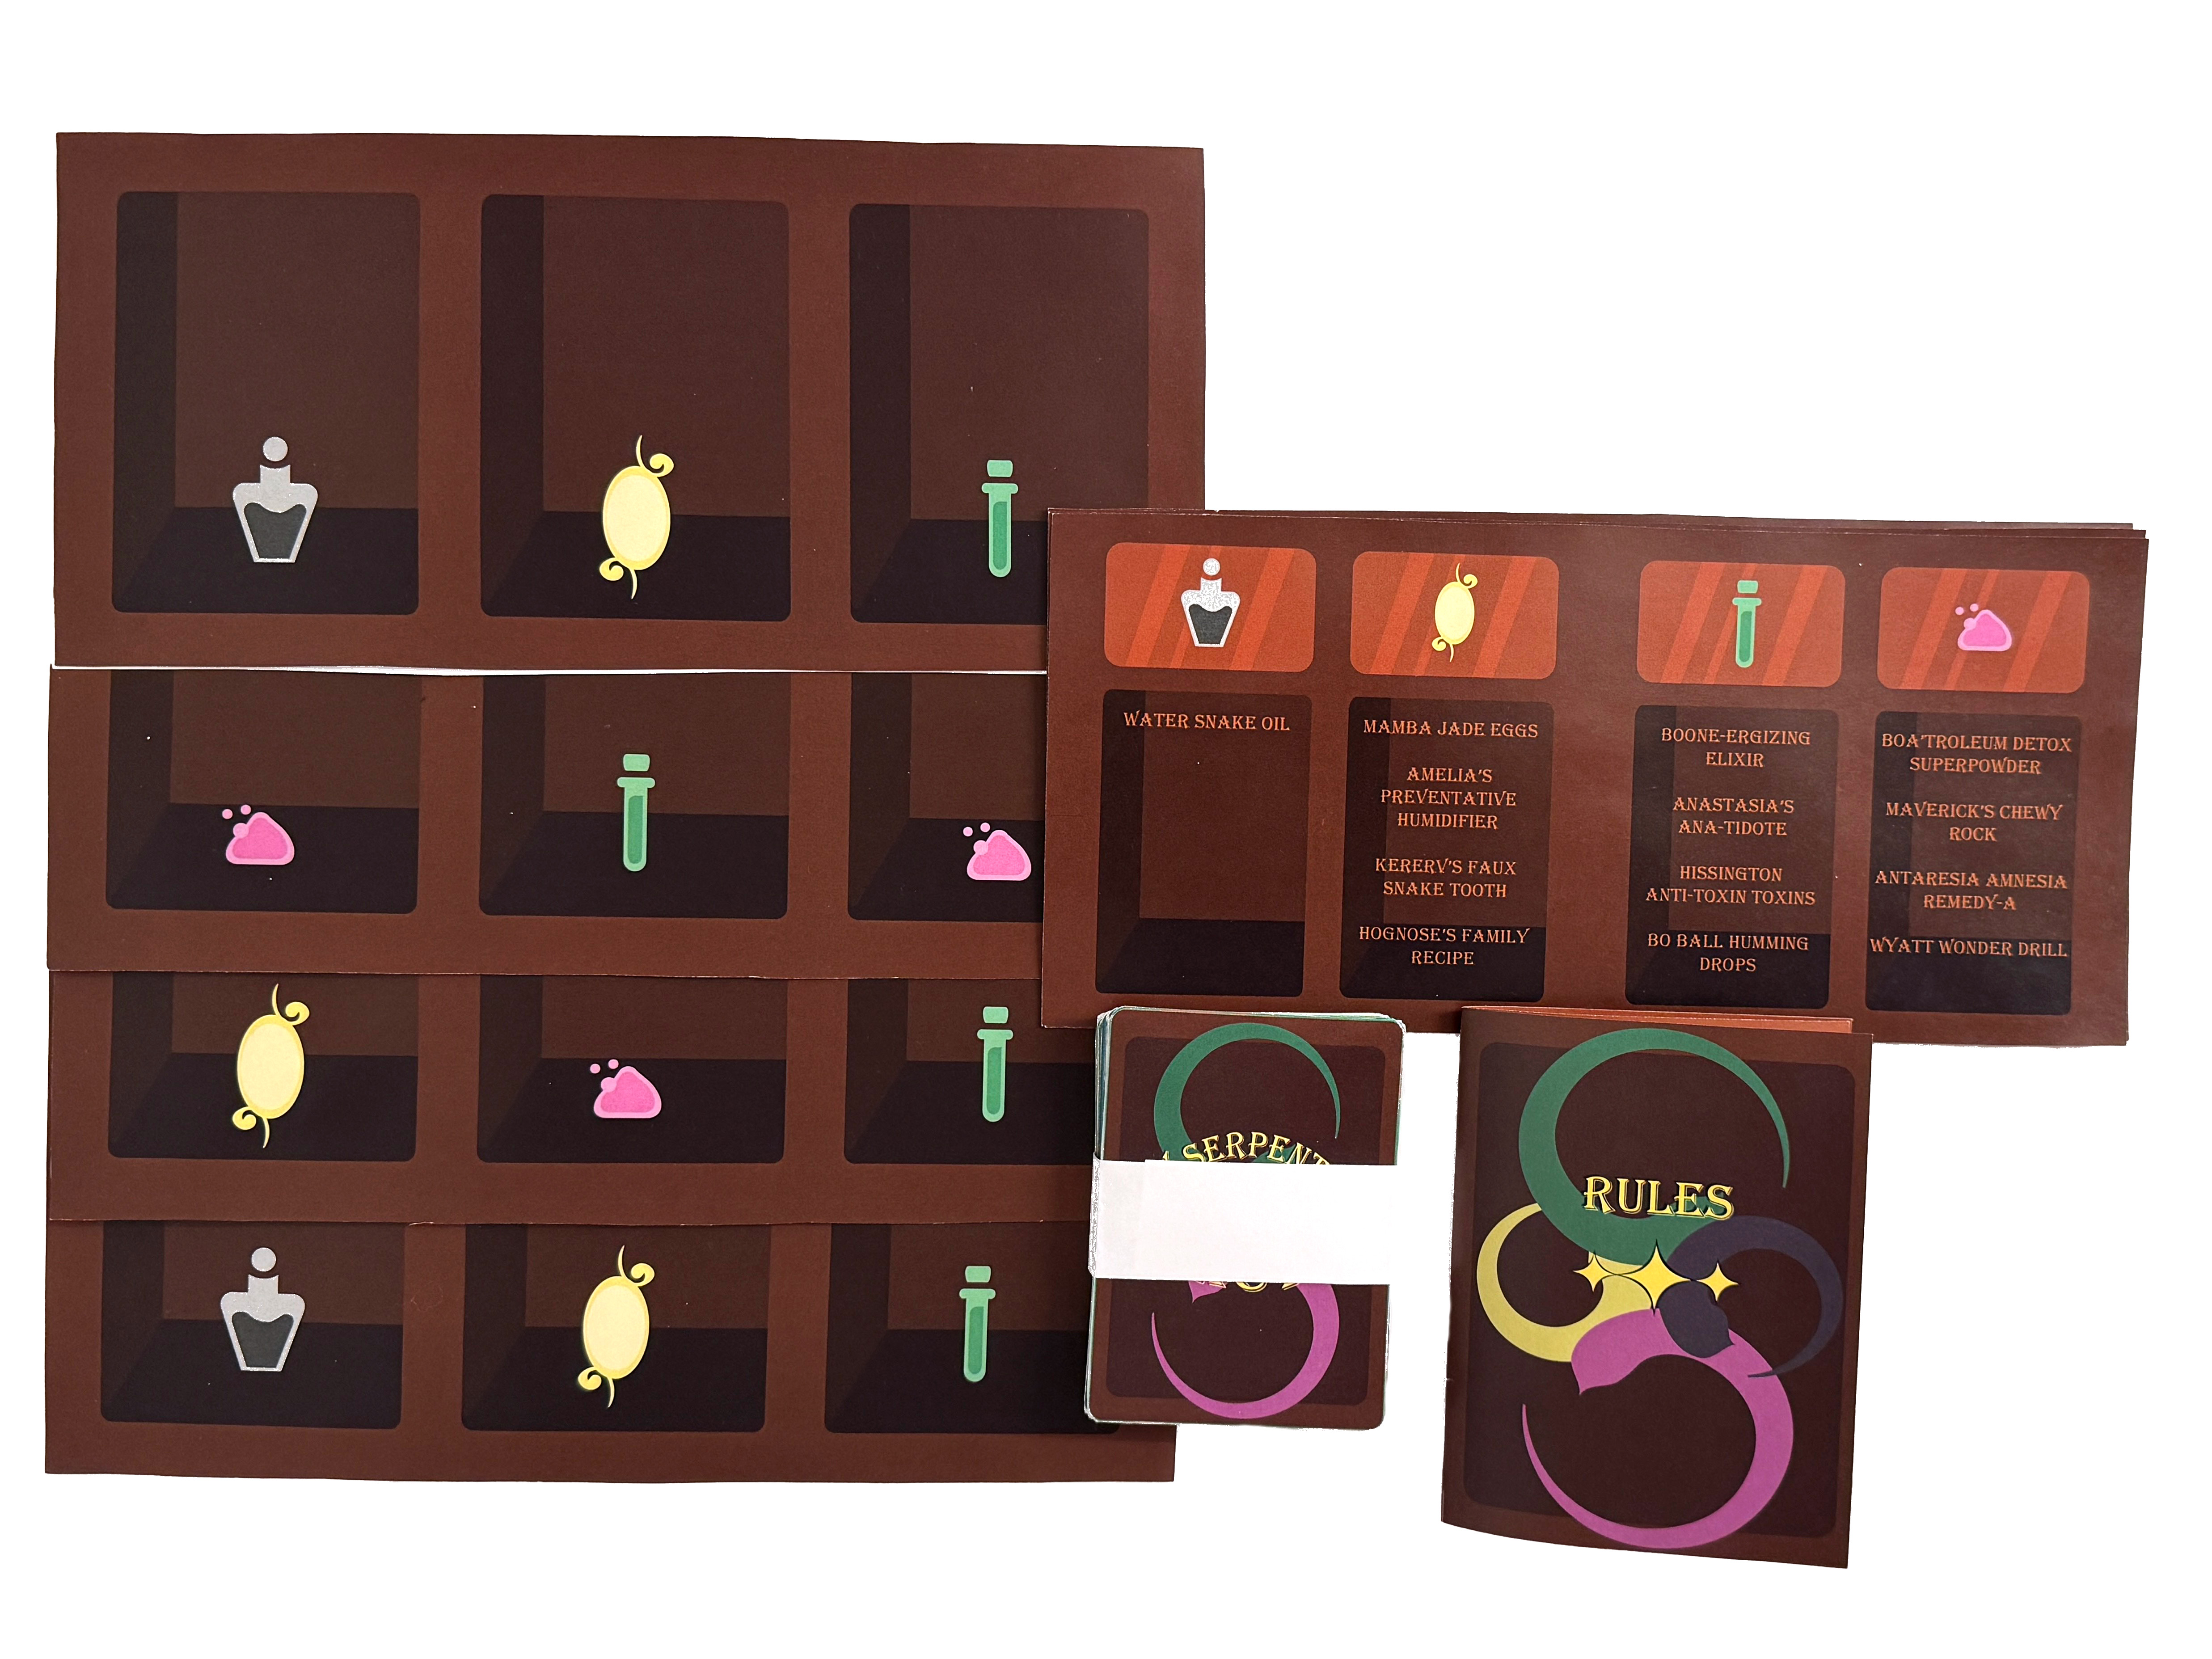 WATER SNAKE OIL
MAMBA JADE EGGS
AMELIA'S
PREVENTATIVE
HUMIDIFIER
KERERV'S FAUX
SNAKE TOOTH
HOGNOSE'S FAMILY
RECIPE
BOONE-ERGIZING
ELIXIR
ANASTASIA'S
ANA-TIDOTE
HISSINGTON
ANTI-TOXIN TOXINS
BO BALL HUMMING
DROPS
BOA'TROLEUM DETOX
SUPERPOWDER
MAVERICK'S CHEWY
ROCK
ANTARESIA AMNESIA
REMEDY-A
WYATT WONDER DRILL
SERPENT
RULES